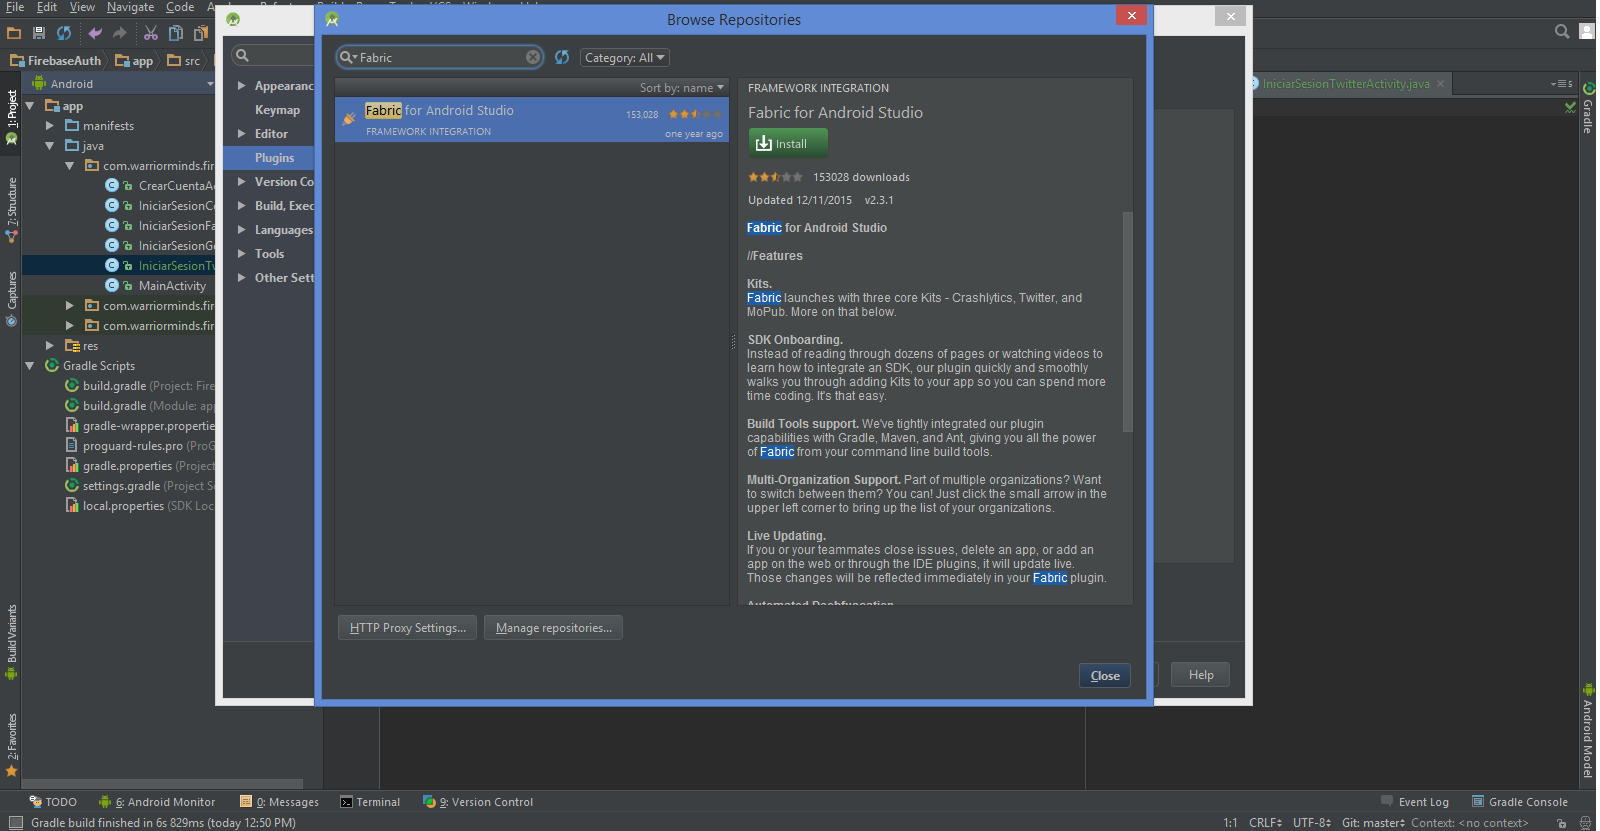 File Edit View Navigate Code
Browse Repositories
Fabric
Category: All
FirebaseAuth app src
Android
IniciarSesionTwitterActivity.java
5
Sort by: name
Fabric for Android Studio
153,028
FRAMEWORK INTEGRATION
one year ago
FRAMEWORK INTEGRATION
Fabric for Android Studio
Install
153028 downloads
Updated 12/11/2015 v2.3.1
Fabric for Android Studio
//Features
Kits.
Fabric launches with three core Kits - Crashlytics, Twitter, and
MoPub. More on that below.
SDK Onboarding.
Instead of reading through dozens of pages or watching videos to
learn how to integrate an SDK, our plugin quickly and smoothly
walks you through adding Kits to your app so you can spend more
time coding. It's that easy.
Build Tools support. We've tightly integrated our plugin
capabilities with Gradle, Maven, and Ant, giving you all the power
of Fabric from your command line build tools.
Multi-Organization Support. Part of multiple organizations? Want
to switch between them? You can! Just click the small arrow in the
upper left corner to bring up the list of your organizations.
Live Updating.
If you or your teammates close issues, delete an app, or add an
app on the web or through the IDE plugins, it will update live.
Those changes will be reflected immediately in your Fabric plugin.
HTTP Proxy Settings...
Manage repositories...
Close
Help
Appearanc
Keymap
Editor
Plugins
Version Co
Build, Exec
Languages
Tools
Other Sett
app
manifests
java
com.warriorminds.fir
CrearCuentaAc
IniciarSesionCo
IniciarSesionFa
IniciarSesionGo
IniciarSesionTw
MainActivity
com.warriorminds.fir
com.warriorminds.fir
res
Gradle Scripts
build.gradle (Project: Fire
build.gradle (Module: app
gradle-wrapper.propertie
proguard-rules.pro (ProG
gradle.properties (Project
settings.gradle (Project Se
local.properties (SDK Loc
1: Project
7: Structure
Captures
Build Variants
2: Favorites
Gradle
Android Model
TODO
6: Android Monitor
0: Messages
Terminal
9: Version Control
Event Log
Gradle Console
Gradle build finished in 6s 829ms (today 12:50 PM)
1:1 CRLF UTF-8 Git: master Context: <no context>